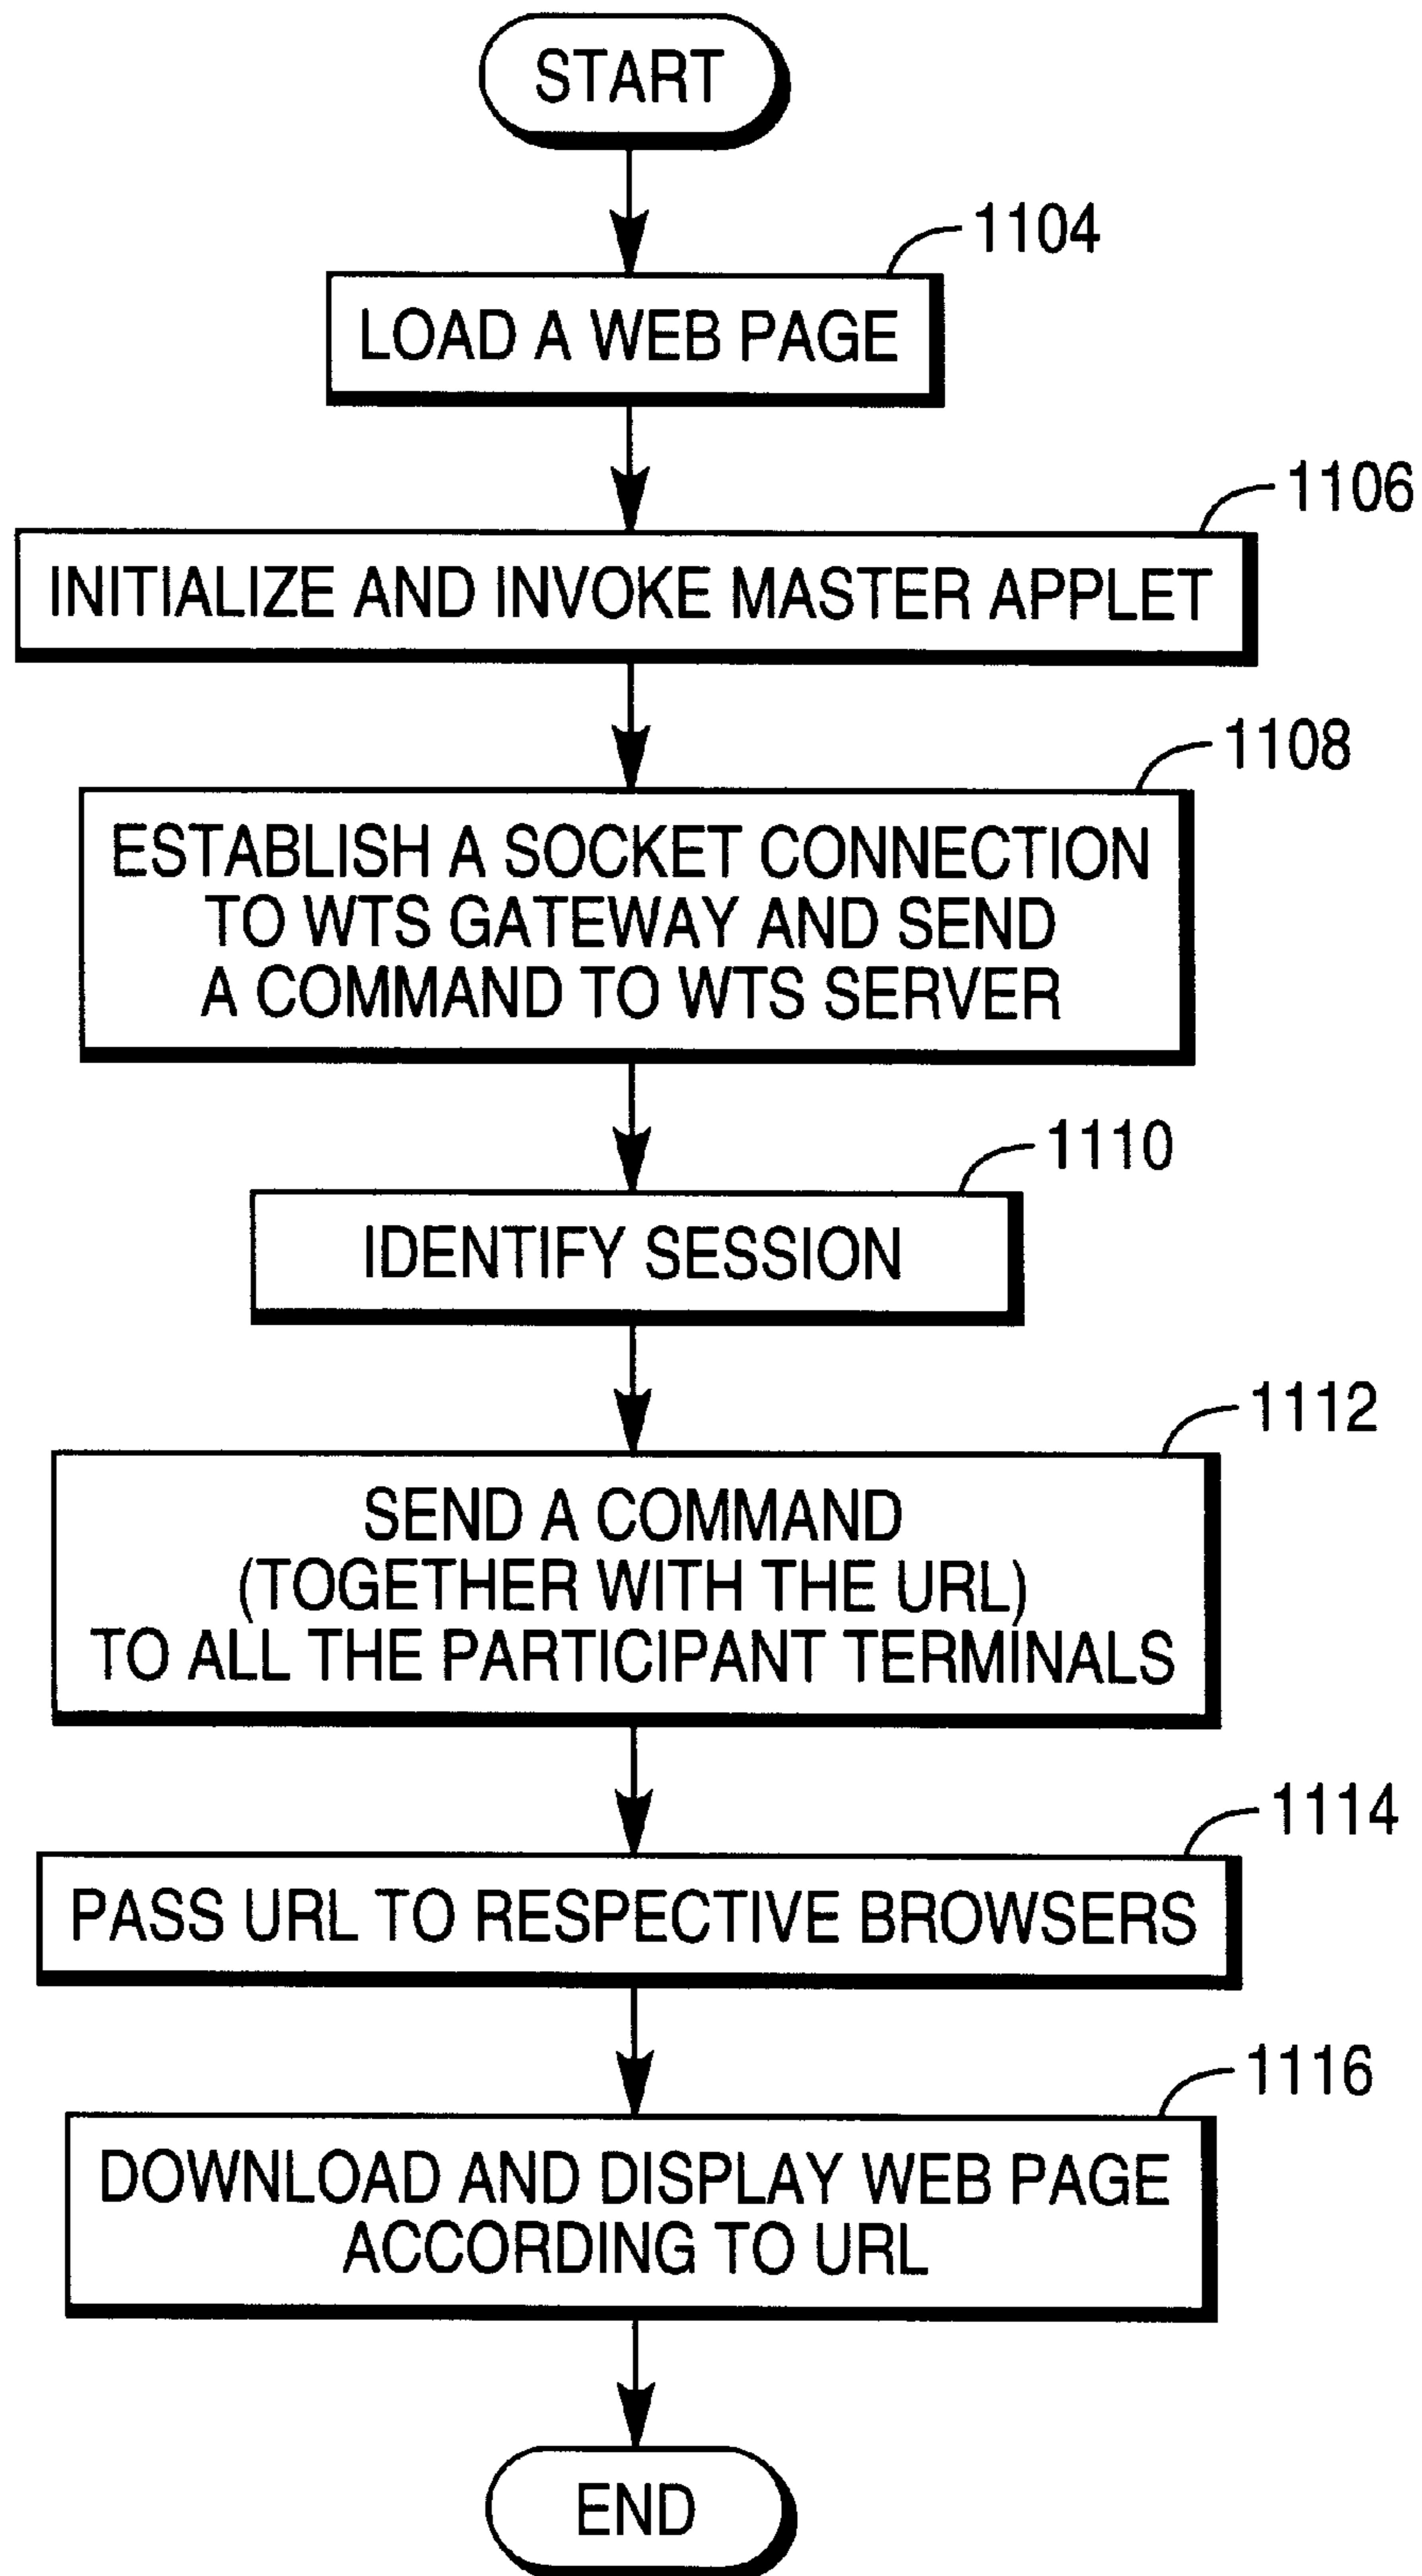 START
1104
LOAD A WEB PAGE
1106
INITIALIZE AND INVOKE MASTER APPLET
1108
ESTABLISH A SOCKET CONNECTION
TO WTS GATEWAY AND SEND
A COMMAND TO WTS SERVER
1110
IDENTIFY SESSION
1112
SEND A COMMAND
(TOGETHER WITH THE URL)
TO ALL THE PARTICIPANT TERMINALS
1114
PASS URL TO RESPECTIVE BROWSERS
1116
DOWNLOAD AND DISPLAY WEB PAGE
ACCORDING TO URL
END